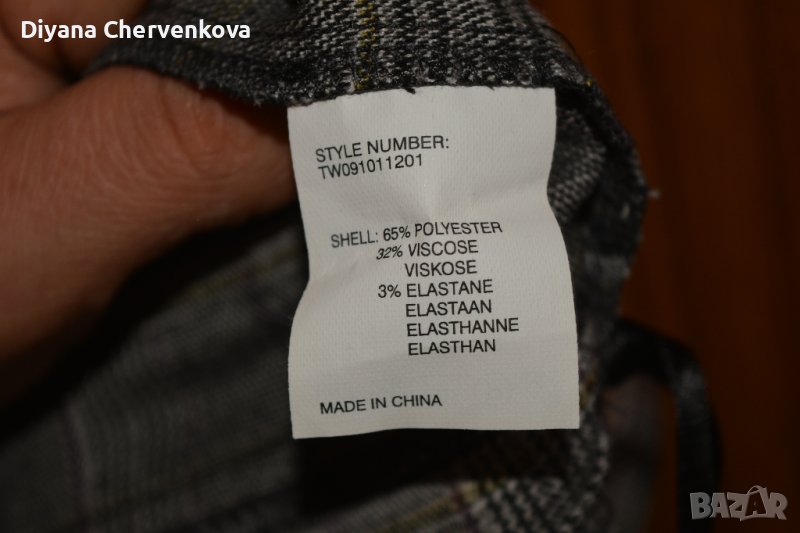 Diyana Chervenkova
STYLE NUMBER:
TW091011201
SHELL: 65% POLYESTER
32% VISCOSE
VISKOSE
3% ELASTANE
ELASTAAN
ELASTHANNE
ELASTHAN
MADE IN CHINA
BAZAR